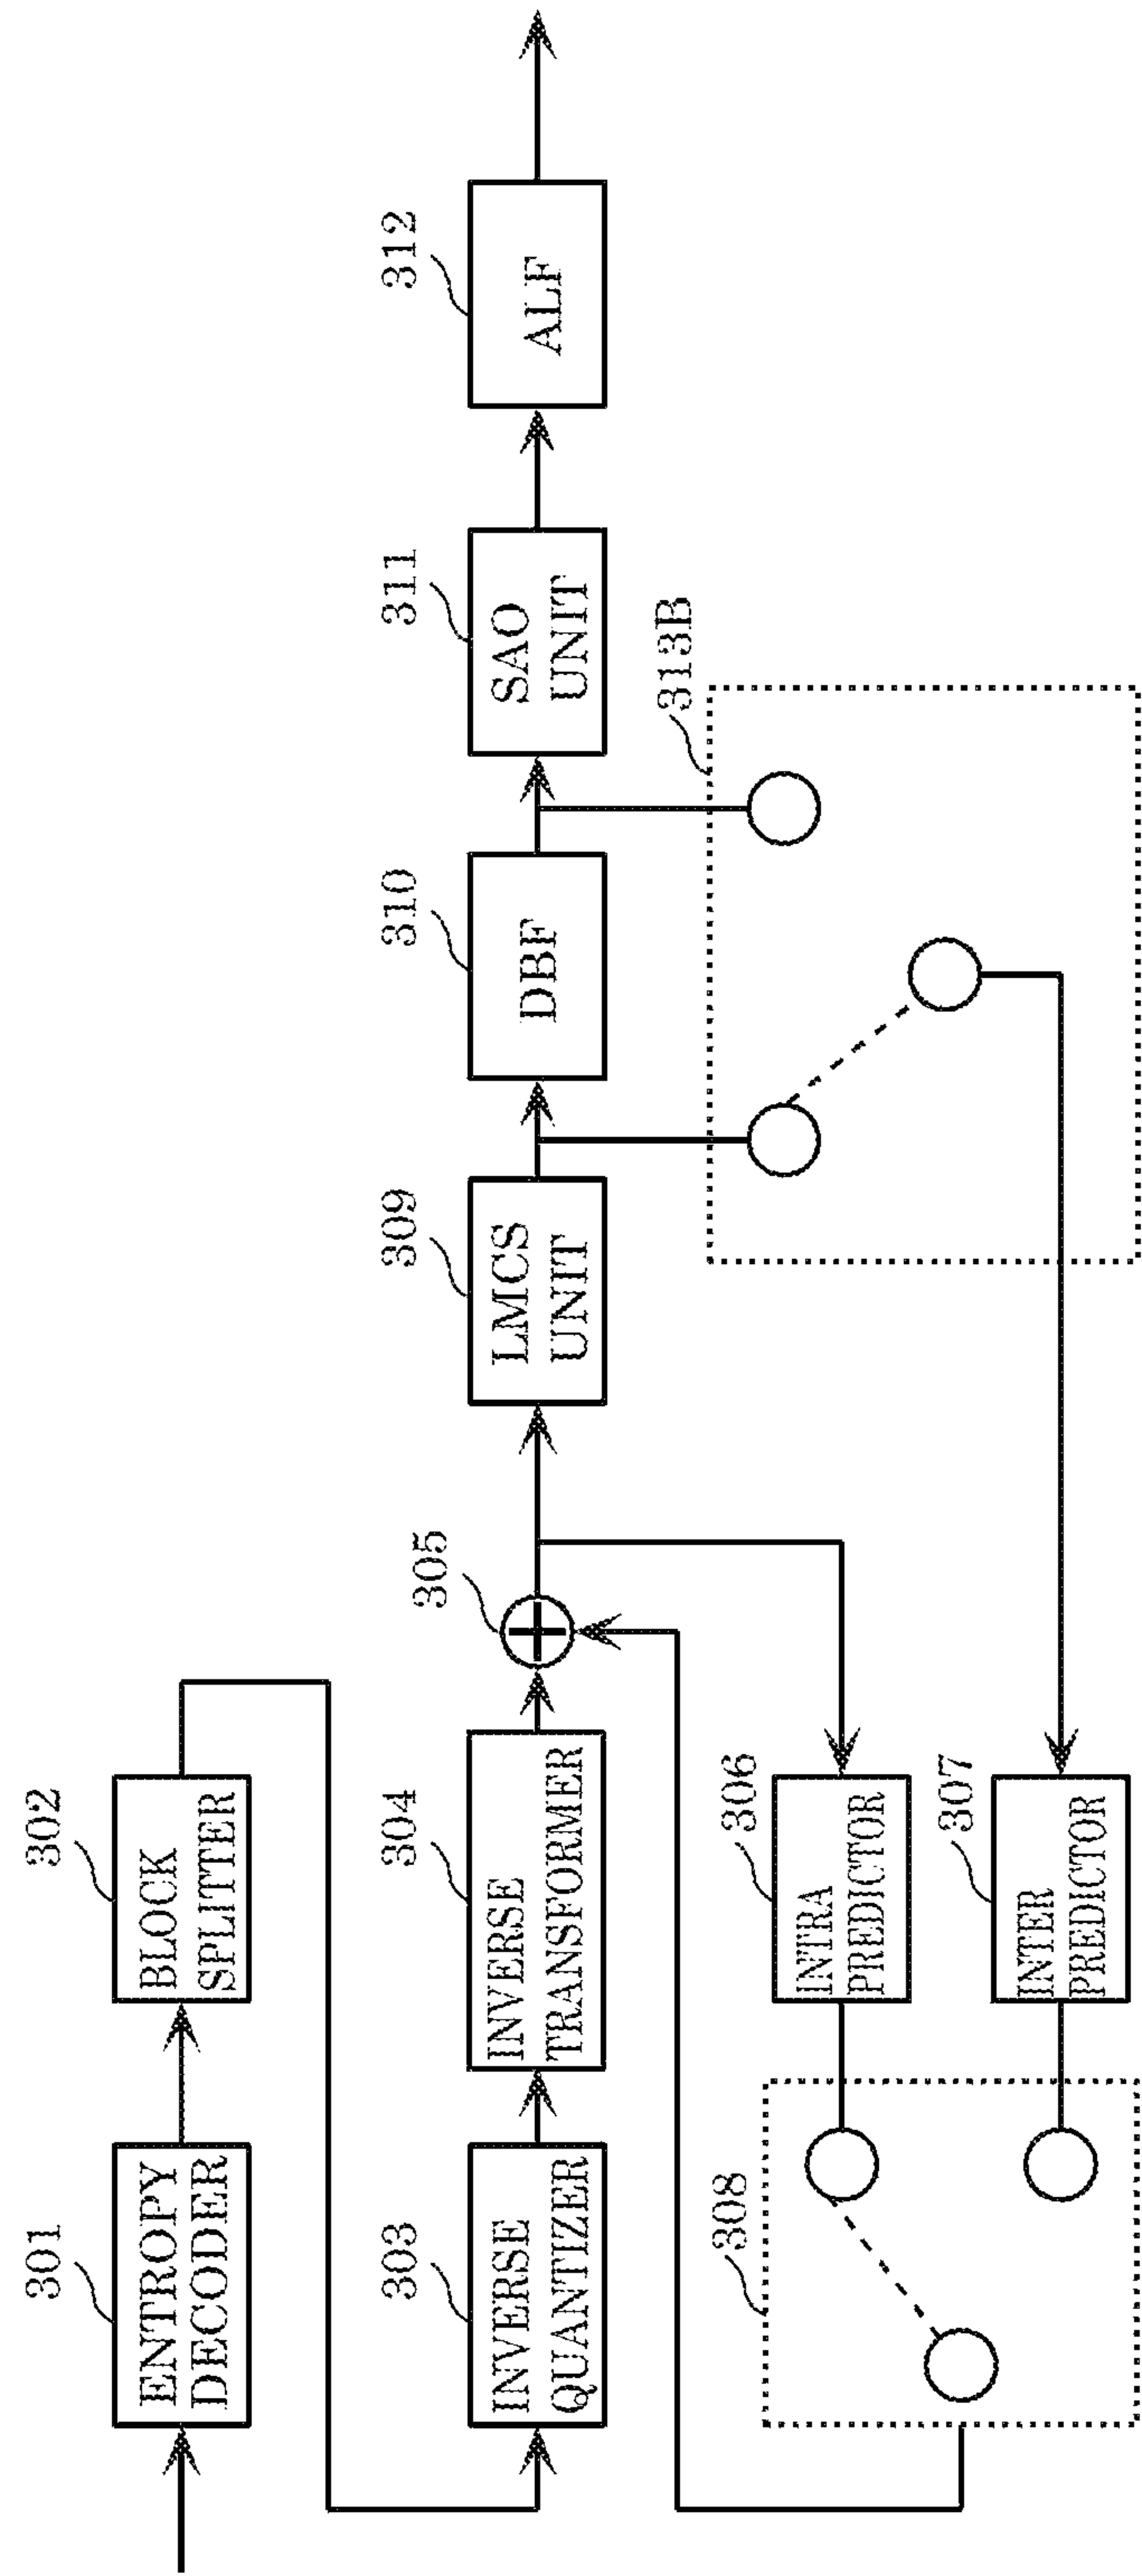 301
ENTROPY
DECODER
302
BLOCK
SPLITTER
303
INVERSE
QUANTIZER
304
INVERSE
TRANSFORMER
305
309
LMCS
UNIT
310
DBF
311
SAO
UNIT
312
ALF
308
306
INTRA
PREDICTOR
307
INTER
PREDICTOR
313B